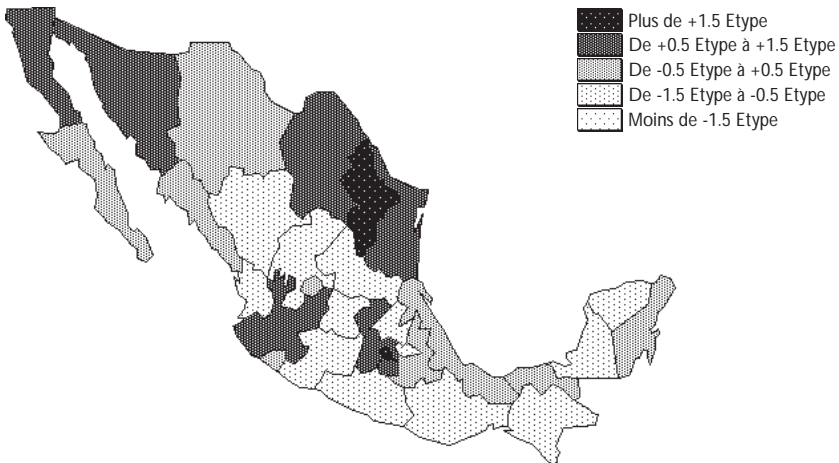 Plus de +1.5 Etype
De +0.5 Etype à +1.5 Etype
De -0.5 Etype à +0.5 Etype
De -1.5 Etype à -0.5 Etype
Moins de -1.5 Etype